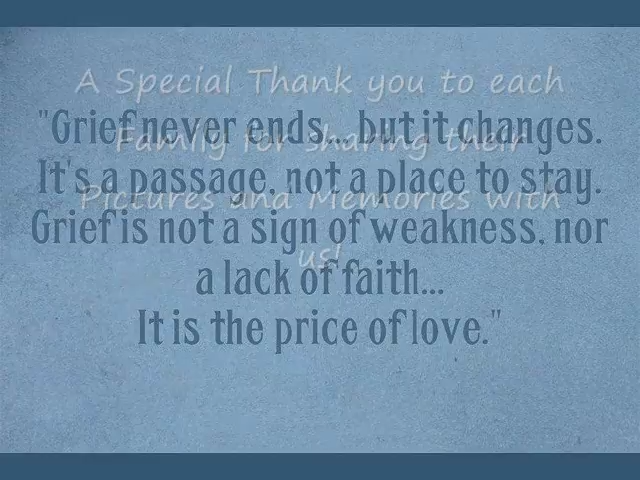 A Special Thank you to each
Family for sharing their
Pictures and Memories with
us!
"Grief never ends... but it changes.
It's a passage, not a place to stay.
Grief is not a sign of weakness, nor
a lack of faith...
It is the price of love."